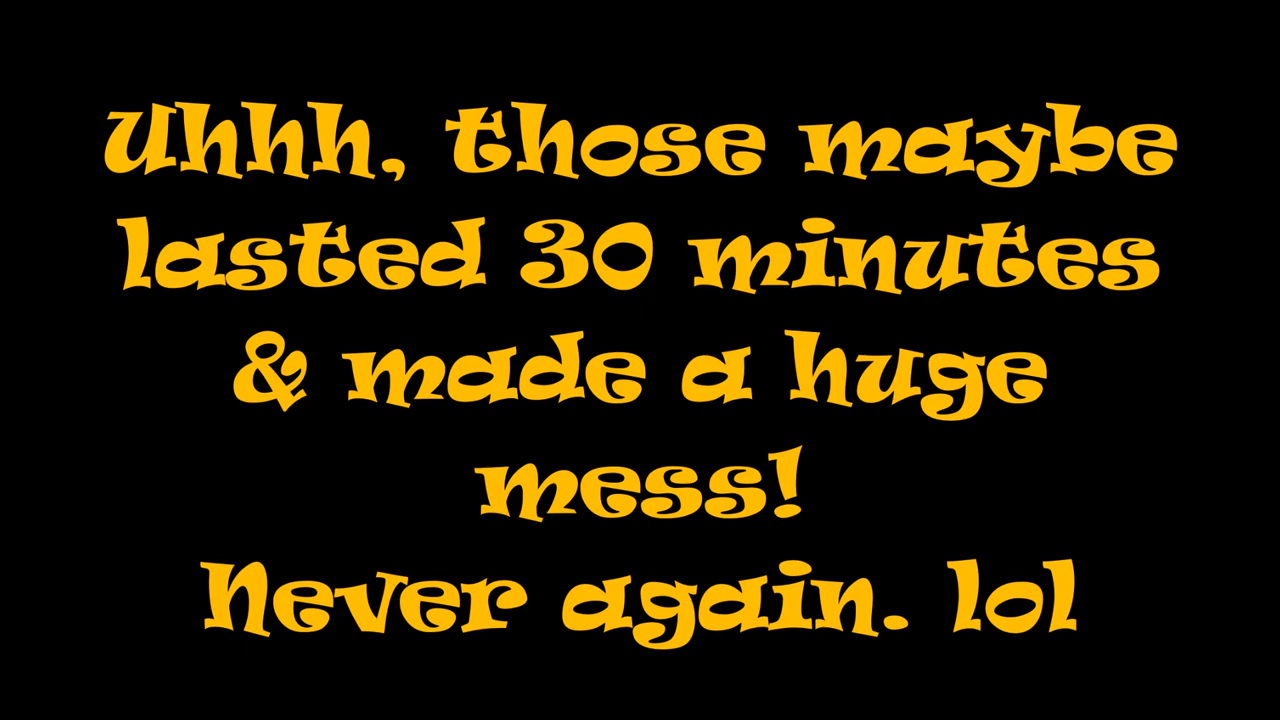 Uhhh, those maybe
lasted 30 minutes
& made a huge
mess!
Never again. lol